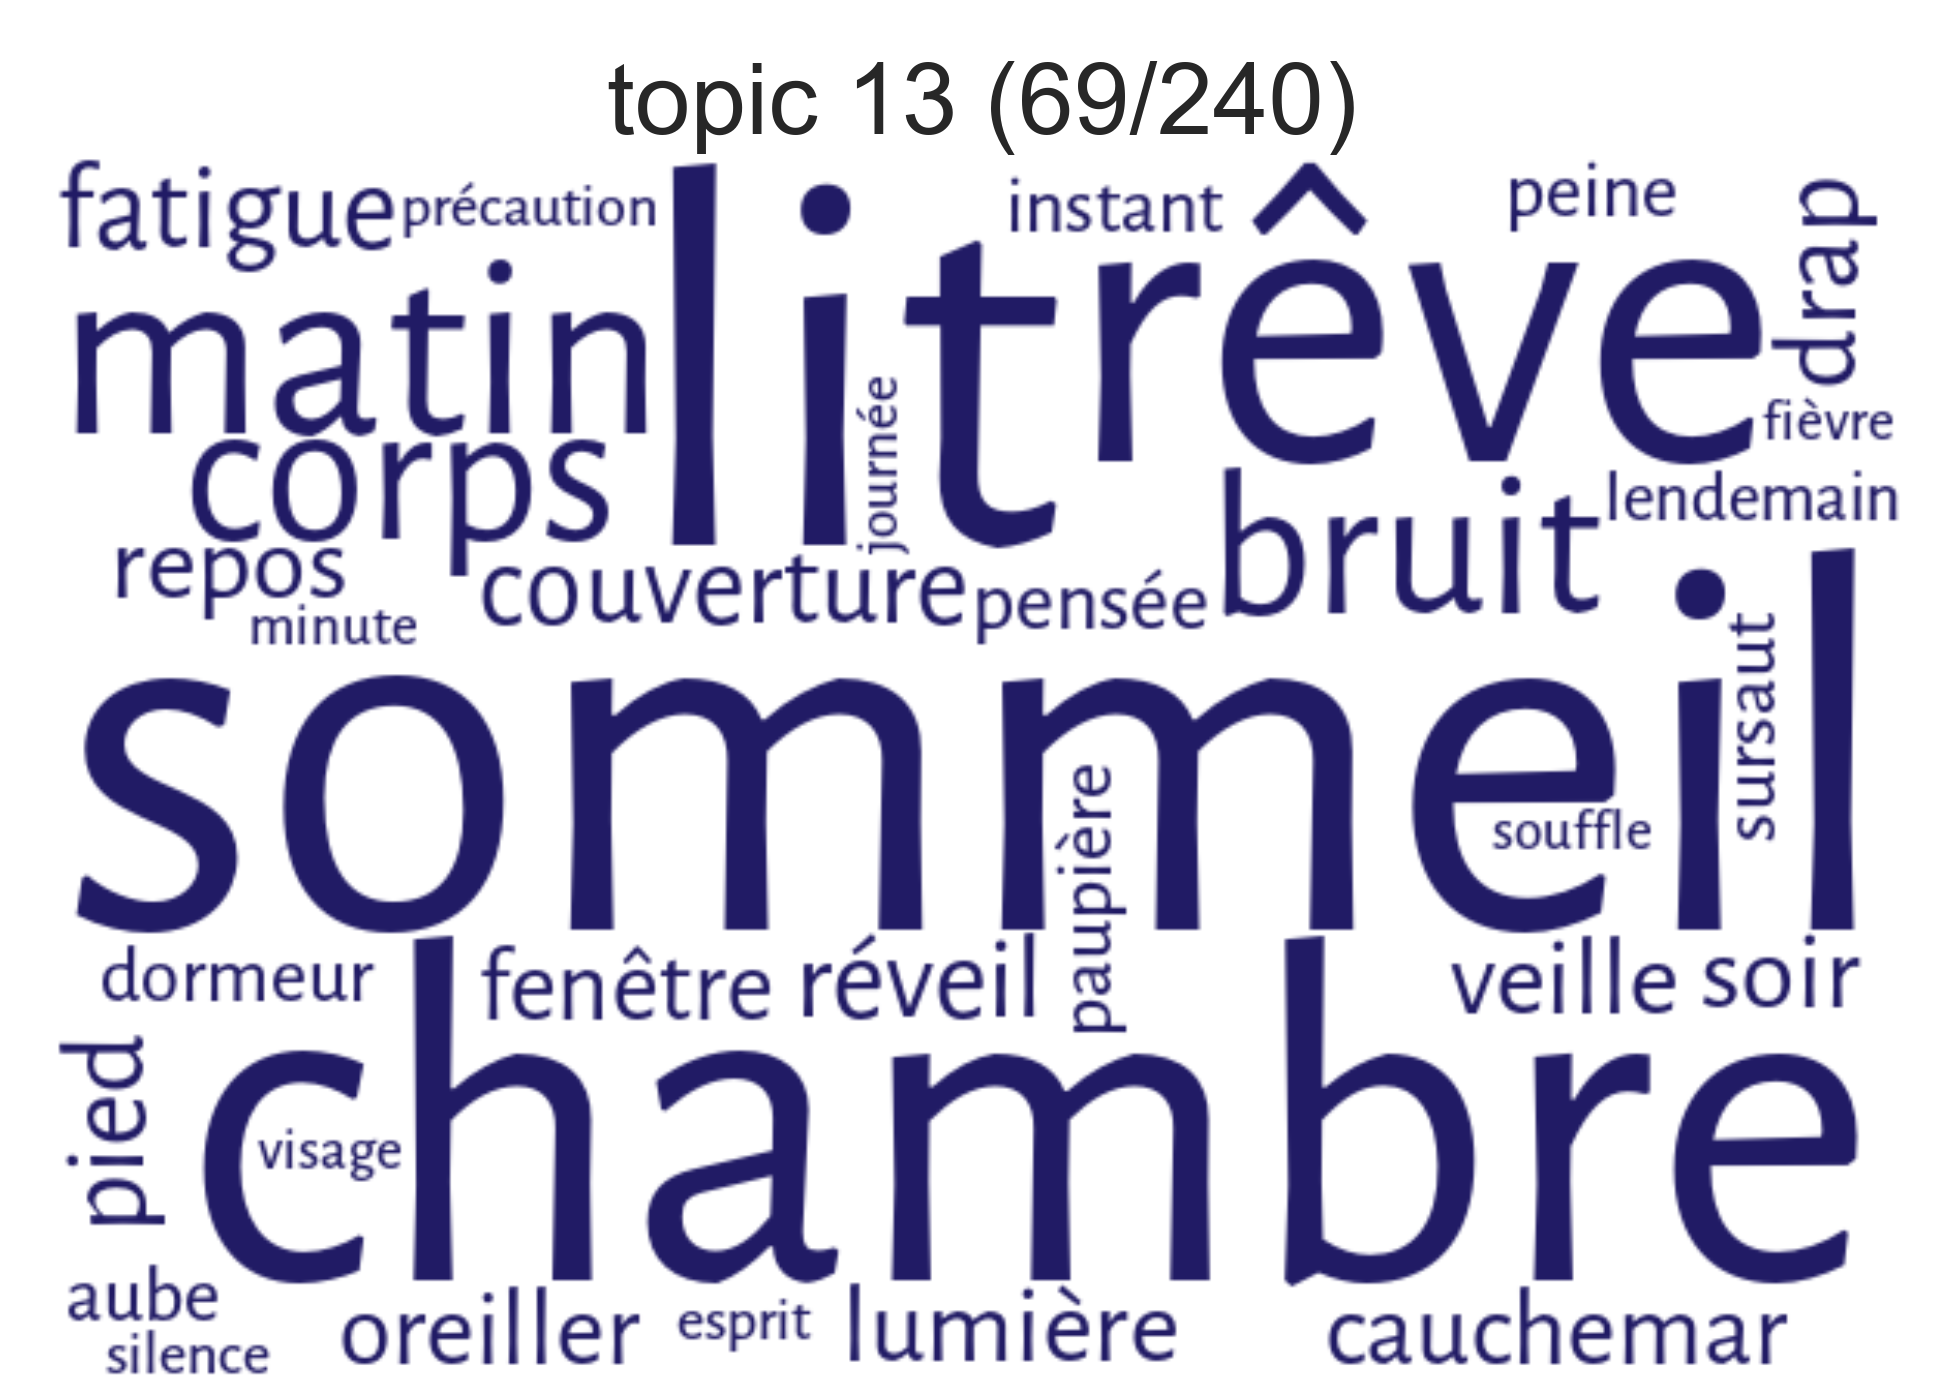 topic 13 (69/240)
fatigue précaution lit instant rêve peine drap
matin journée fièvre
corps bruit lendemain
repos couverture pensée
minute sommeil sursaut
paupière souffle
dormeur fenêtre réveil veille soir
pied chambre
visage
aube oreiller esprit lumière cauchemar
silence